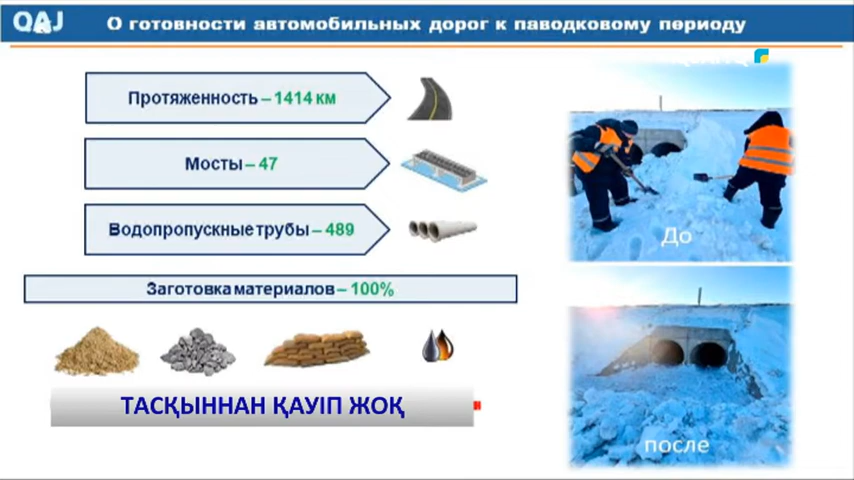 QAJ
О готовности автомобильных дорог к паводковому периоду
Протяженность – 1414 км
Мосты – 47
Водопропускные трубы – 489
Заготовка материалов – 100%
До
после
ТАСҚЫННАН ҚАУІП ЖОҚ